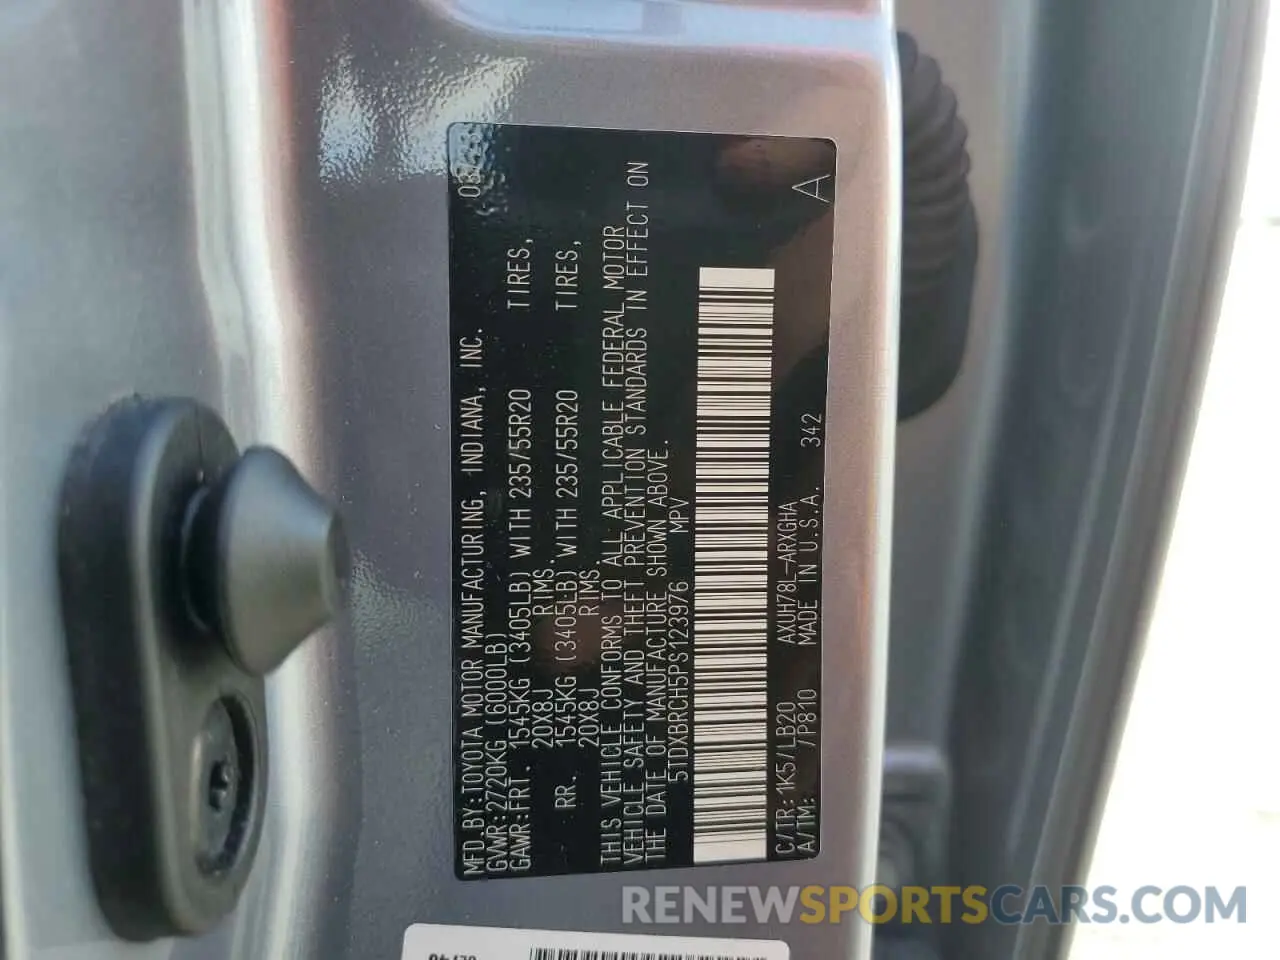 MFD.BY:TOYOTA MOTOR MANUFACTURING, INDIANA, INC.
GVWR:2720KG (6000LB)
GAWR:FRT. 1545KG (3405LB) WITH 235/55R20 TIRES,
20X8J RIMS.
RR. 1545KG (3405LB) WITH 235/55R20 TIRES,
20X8J RIMS.
THIS VEHICLE CONFORMS TO ALL APPLICABLE FEDERAL MOTOR
VEHICLE SAFETY AND THEFT PREVENTION STANDARDS IN EFFECT ON
THE DATE OF MANUFACTURE SHOWN ABOVE.
5TDXBRCH5PS123976 MPV
C/TR:1K5/LB20 AXUH78L-ARXGHA
A/TM: /P810 MADE IN U.S.A. 342
A
RENEWSPORTSCARS.COM